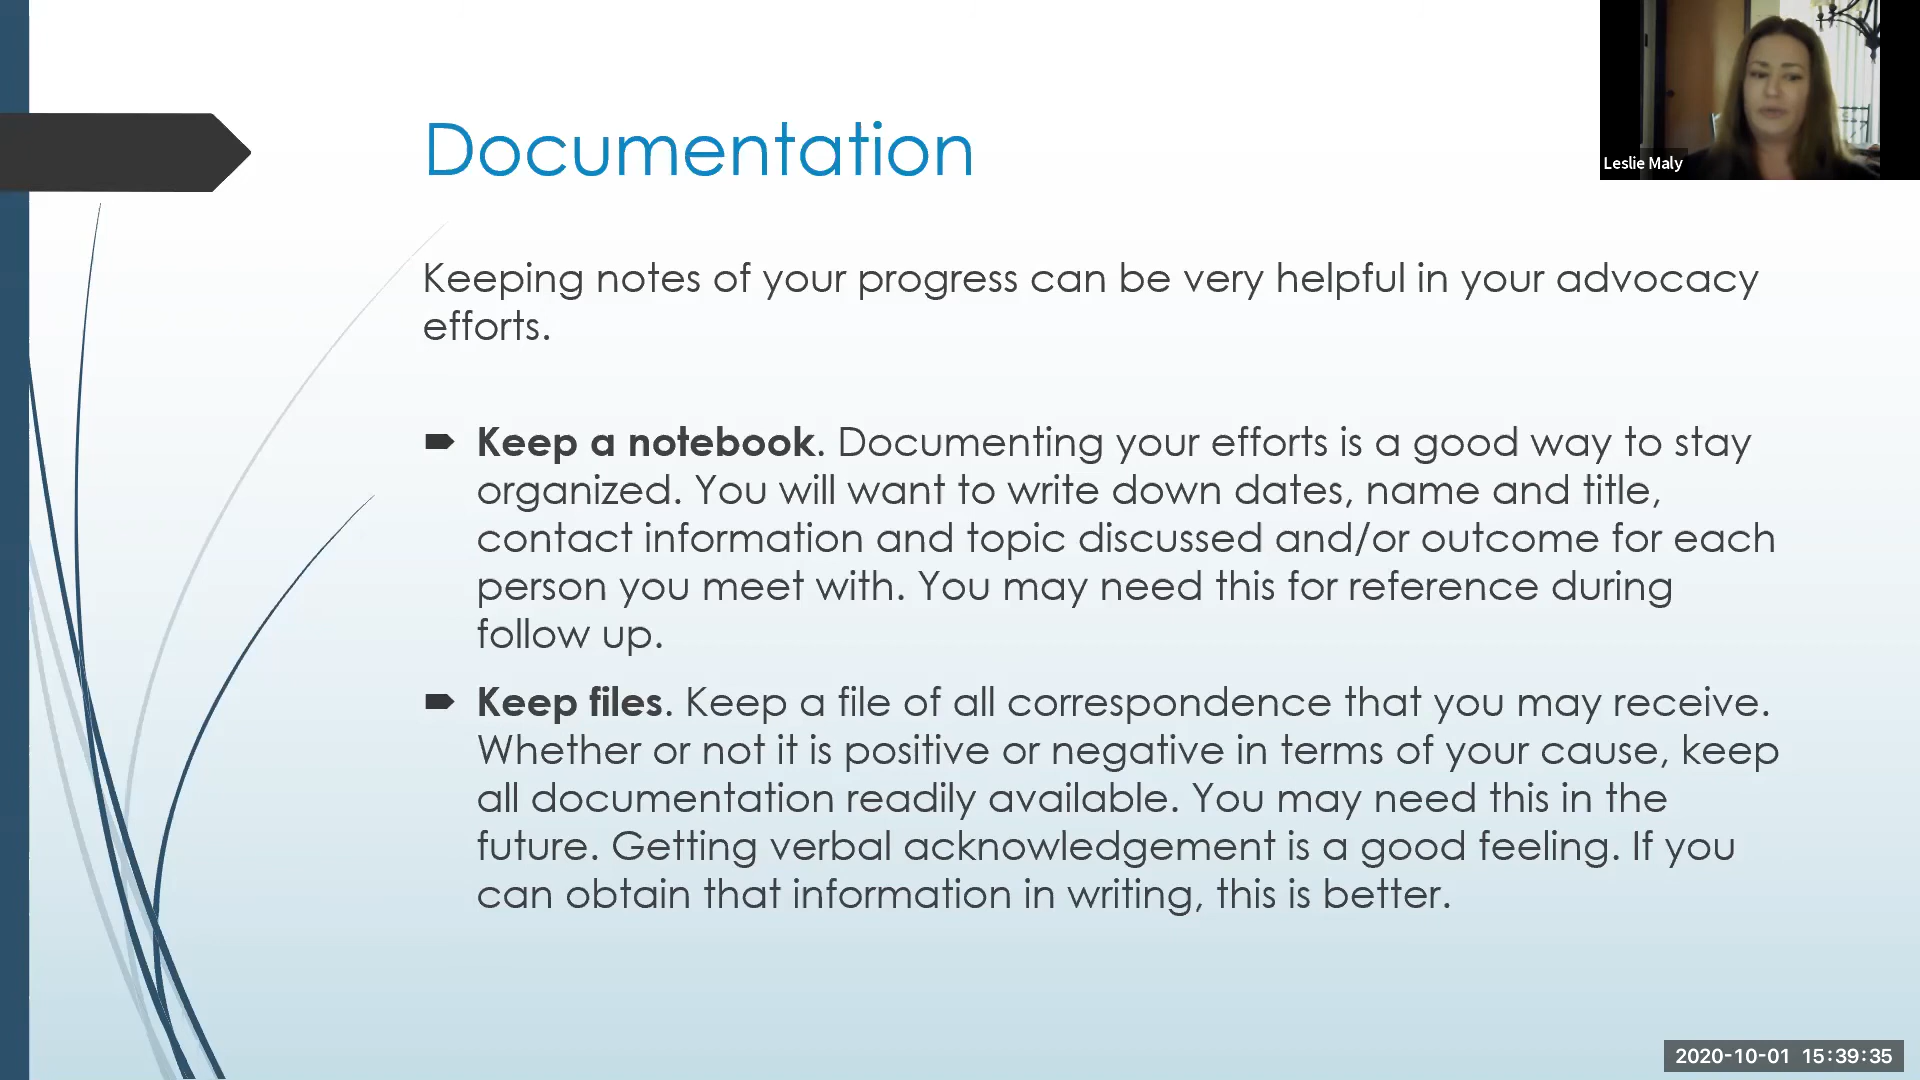 Documentation
Leslie Maly
Keeping notes of your progress can be very helpful in your advocacy
efforts.
Keep a notebook. Documenting your efforts is a good way to stay
organized. You will want to write down dates, name and title,
contact information and topic discussed and/or outcome for each
person you meet with. You may need this for reference during
follow up.
Keep files. Keep a file of all correspondence that you may receive.
Whether or not it is positive or negative in terms of your cause, keep
all documentation readily available. You may need this in the
future. Getting verbal acknowledgement is a good feeling. If you
can obtain that information in writing, this is better.
2020-10-01 15:39:35